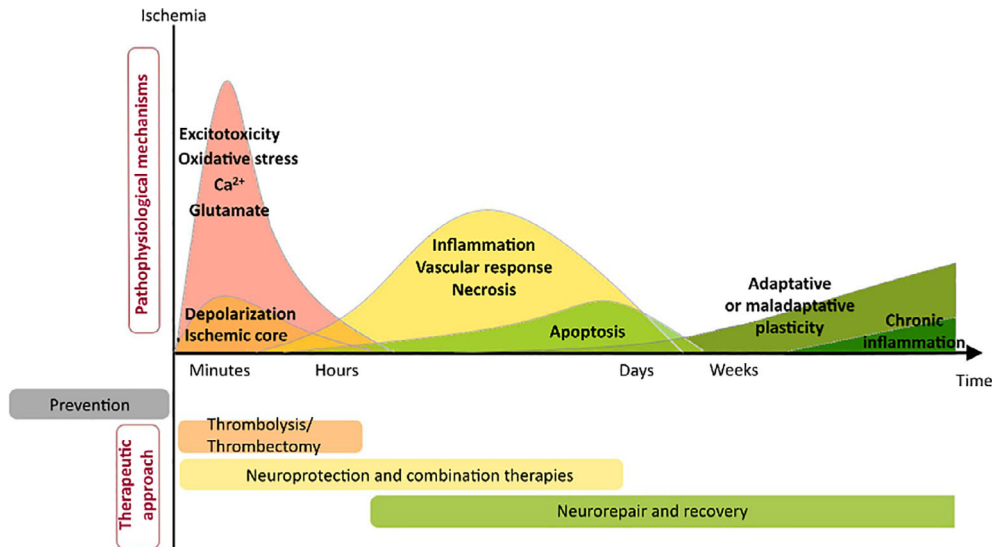 Ischemia
Pathophysiological mechanisms
Excitotoxicity
Oxidative stress
Ca²⁺
Glutamate
Depolarization
Ischemic core
Inflammation
Vascular response
Necrosis
Apoptosis
Adaptative
or maladaptative
plasticity
Chronic
inflammation
Minutes
Hours
Days
Weeks
Time
Prevention
Therapeutic
approach
Thrombolysis/
Thrombectomy
Neuroprotection and combination therapies
Neurorepair and recovery